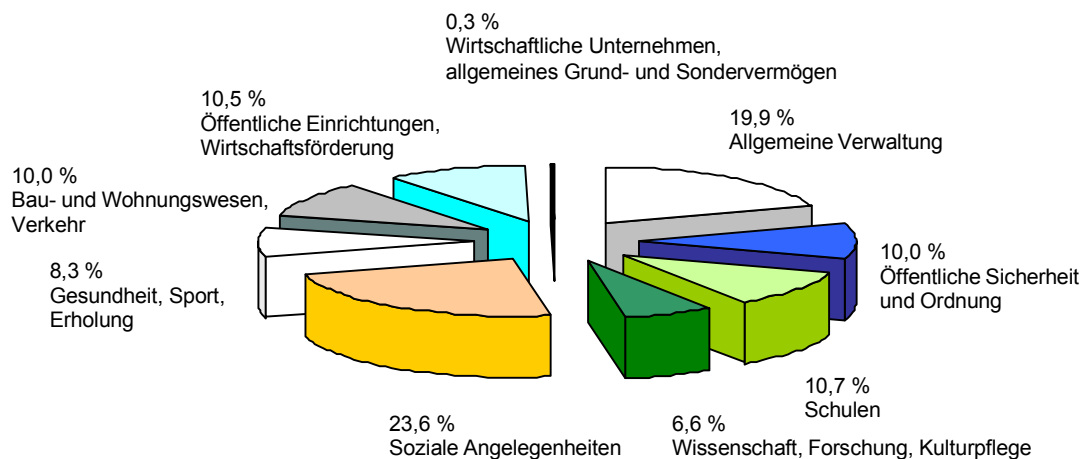 0,3 %
Wirtschaftliche Unternehmen,
allgemeines Grund- und Sondervermögen
19,9 %
Allgemeine Verwaltung
10,0 %
Öffentliche Sicherheit
und Ordnung
10,7 %
Schulen
6,6 %
Wissenschaft, Forschung, Kulturpflege
23,6 %
Soziale Angelegenheiten
8,3 %
Gesundheit, Sport,
Erholung
10,0 %
Bau- und Wohnungswesen,
Verkehr
10,5 %
Öffentliche Einrichtungen,
Wirtschaftsförderung